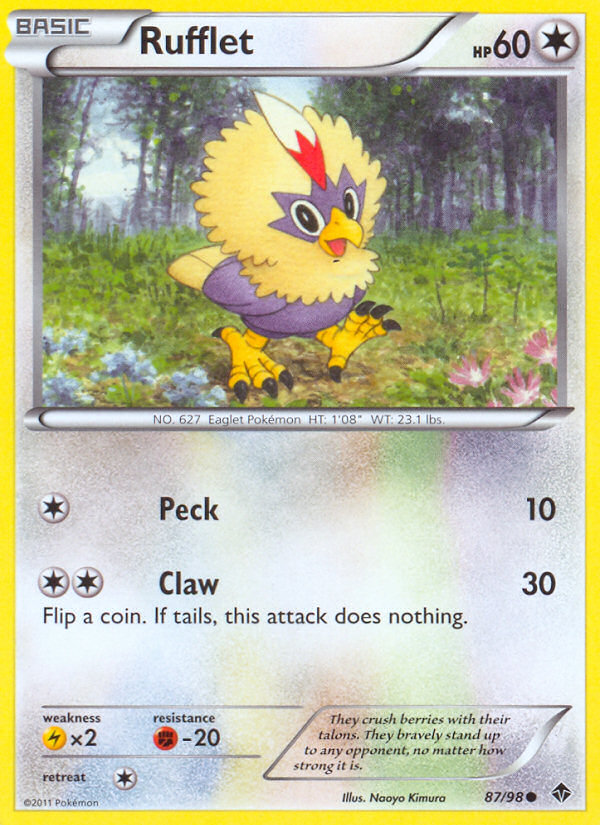 BASIC
Rufflet
HP60
NO. 627 Eaglet Pokémon HT: 1'08" WT: 23.1 lbs.
Peck 10
Claw 30
Flip a coin. If tails, this attack does nothing.
weakness
×2
resistance
-20
retreat
They crush berries with their
talons. They bravely stand up
to any opponent, no matter how
strong it is.
©2011 Pokémon
Illus. Naoyo Kimura
87/98